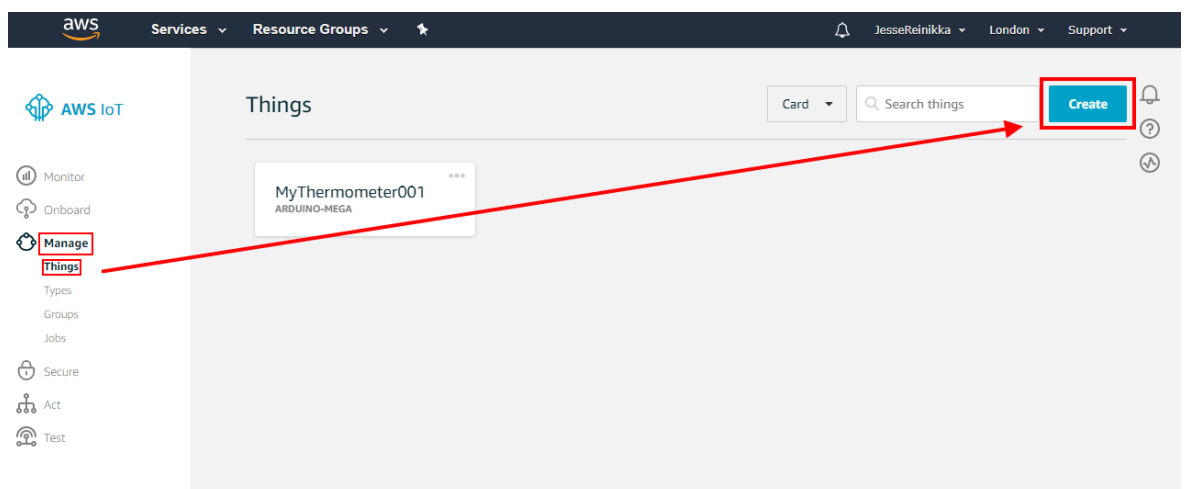 aws Services Resource Groups JesseReinikka London Support
AWS IoT
Monitor
Onboard
Manage
Things
Types
Groups
Jobs
Secure
Act
Test
Things Card Search things Create
MyThermometer001
ARDUINO-MEGA